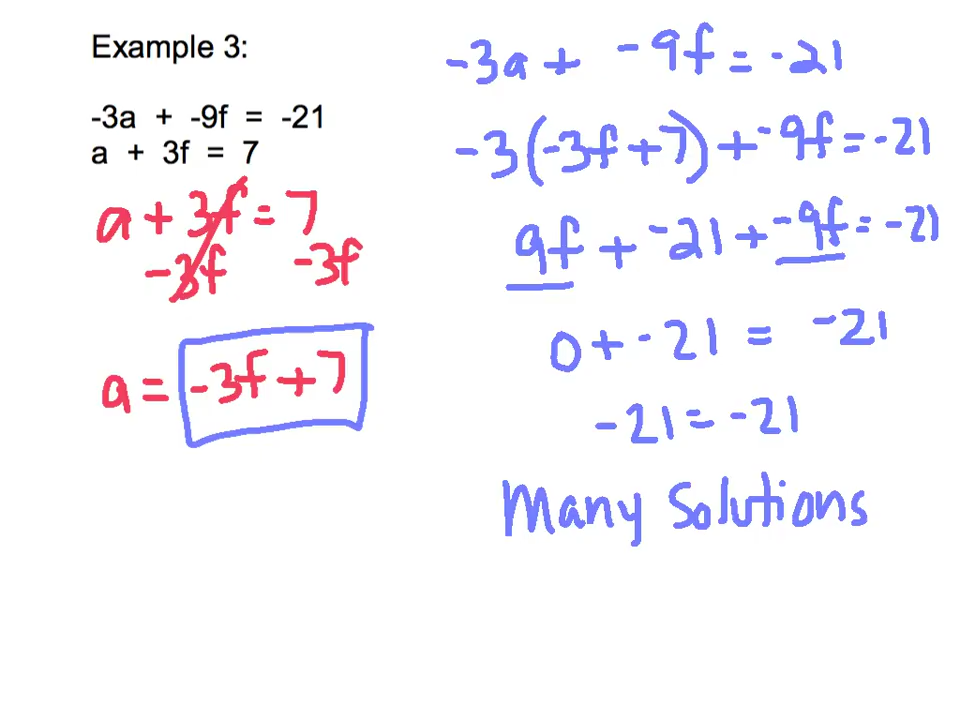 Example 3:
-3a + -9f = -21
a + 3f = 7
a + 3f = 7
-3f -3f
a = -3f + 7
-3a + -9f = -21
-3(-3f + 7) + -9f = -21
9f + -21 + -9f = -21
0 + -21 = -21
-21 = -21
Many Solutions